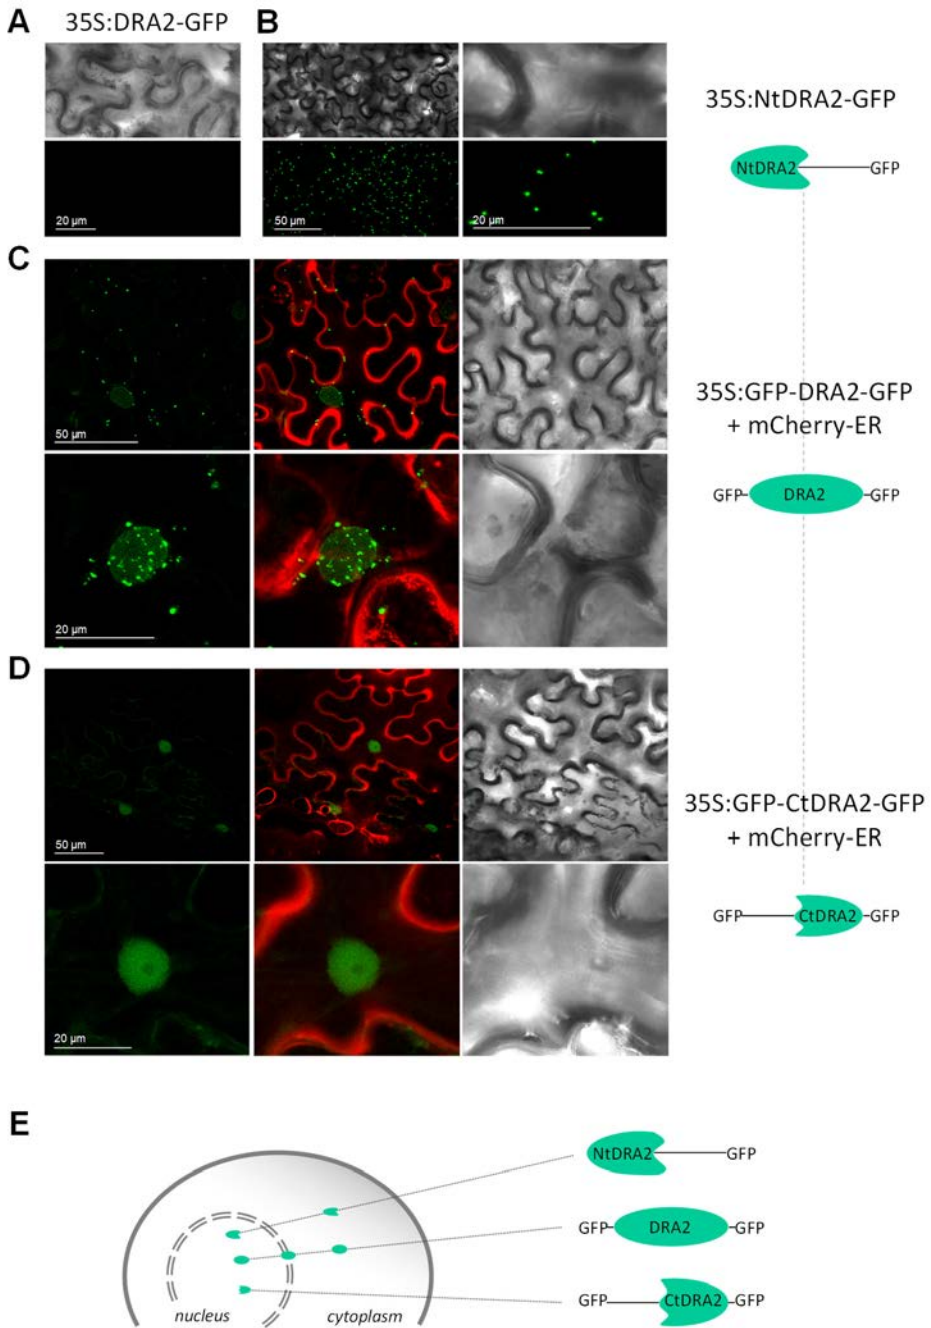 A
35S:DRA2-GFP
B
20 µm
50 µm
20 µm
35S:NtDRA2-GFP
NtDRA2
GFP
C
50 µm
20 µm
35S:GFP-DRA2-GFP
+ mCherry-ER
GFP
DRA2
GFP
D
50 µm
20 µm
35S:GFP-CtDRA2-GFP
+ mCherry-ER
GFP
CtDRA2
GFP
E
nucleus
cytoplasm
NtDRA2
GFP
GFP
DRA2
GFP
GFP
CtDRA2
GFP